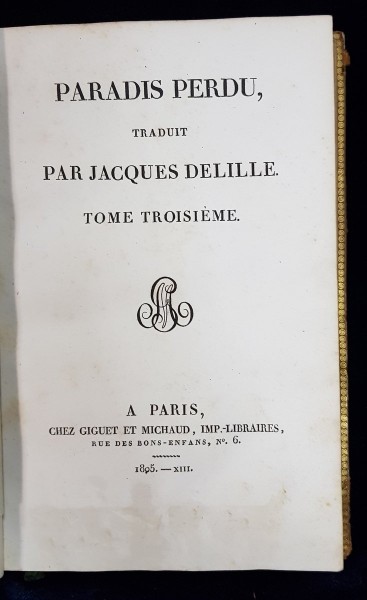 PARADIS PERDU,
TRADUIT
PAR JACQUES DELILLE.
TOME TROISIÈME.
A PARIS,
CHEZ GIGUET ET MICHAUD, IMP.-LIBRAIRES,
RUE DES BONS-ENFANS, Nº. 6.
1805. — XIII.